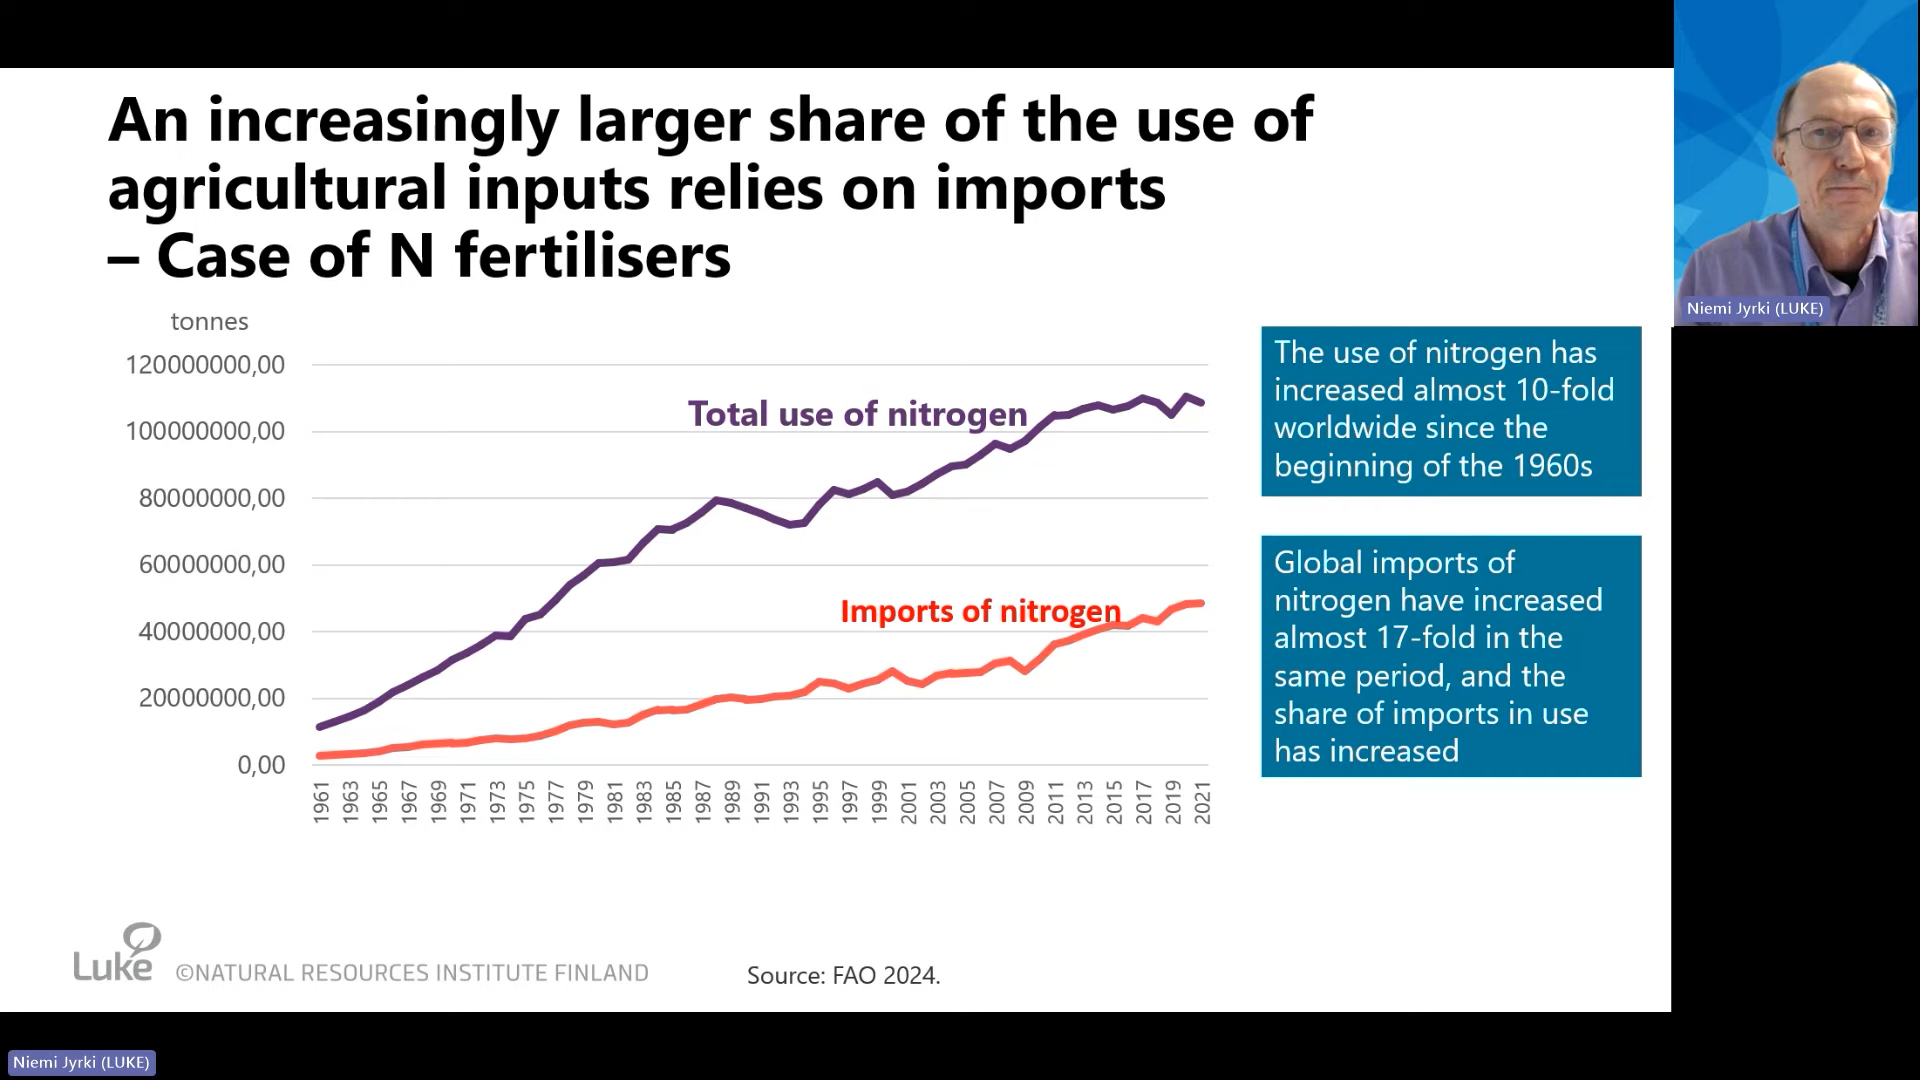 An increasingly larger share of the use of
agricultural inputs relies on imports
– Case of N fertilisers
tonnes
120000000,00
100000000,00
80000000,00
60000000,00
40000000,00
20000000,00
0,00
Total use of nitrogen
Imports of nitrogen
1961
1963
1965
1967
1969
1971
1973
1975
1977
1979
1981
1983
1985
1987
1989
1991
1993
1995
1997
1999
2001
2003
2005
2007
2009
2011
2013
2015
2017
2019
2021
The use of nitrogen has
increased almost 10-fold
worldwide since the
beginning of the 1960s
Global imports of
nitrogen have increased
almost 17-fold in the
same period, and the
share of imports in use
has increased
Luke
©NATURAL RESOURCES INSTITUTE FINLAND
Source: FAO 2024.
Niemi Jyrki (LUKE)
Niemi Jyrki (LUKE)